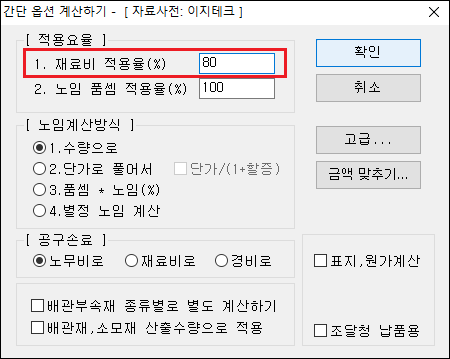 간단 옵션 계산하기 - [ 자료사전: 이지테크 ]
[ 적용요율 ]
1. 재료비 적용율(%) 80
2. 노임 품셈 적용율(%) 100
확인
취소
[ 노임계산방식 ]
1.수량으로
2.단가로 풀어서 단가/(1+할증)
3.품셈 * 노임(%)
4.별정 노임 계산
고급...
금액 맞추기...
[ 공구손료 ]
노무비로 재료비로 경비로
표지,원가계산
배관부속재 종류별로 별도 계산하기
배관재,소모재 산출수량으로 적용
조달청 납품용